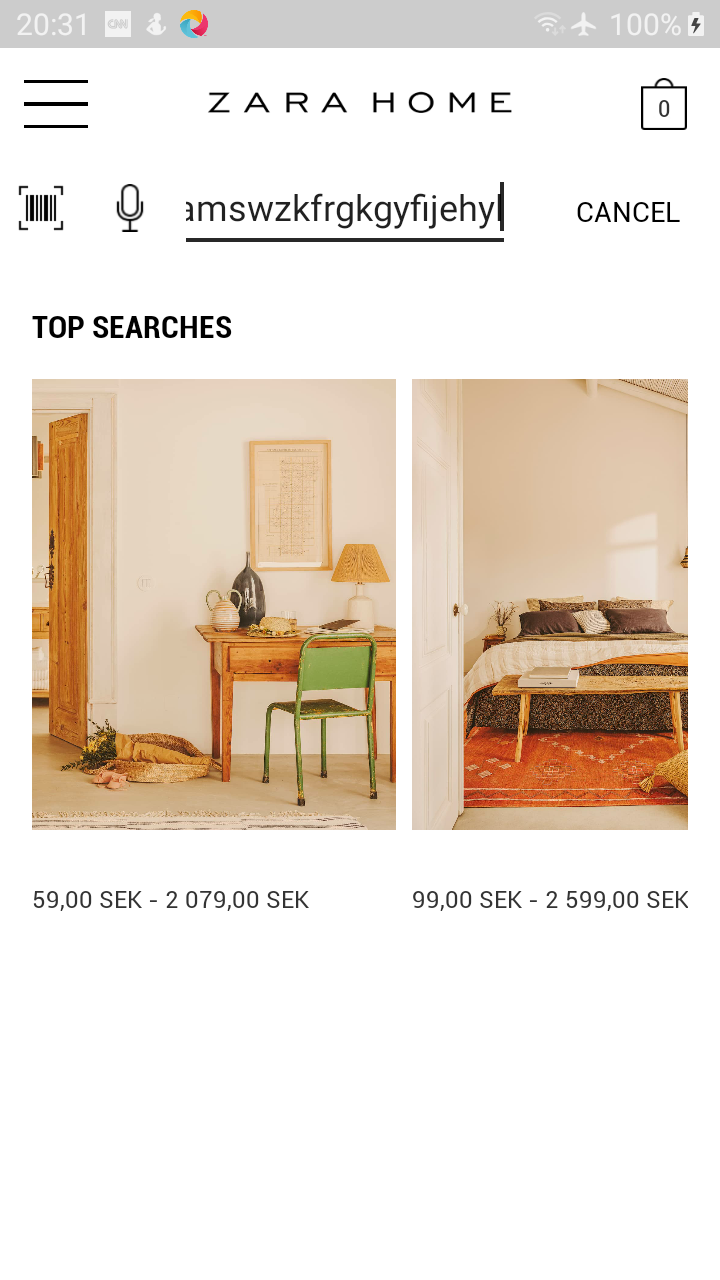 20:31 CNN 100%
ZARA HOME
0
amswzkfrgkgyfijehyl CANCEL
TOP SEARCHES
59,00 SEK - 2 079,00 SEK
99,00 SEK - 2 599,00 SEK